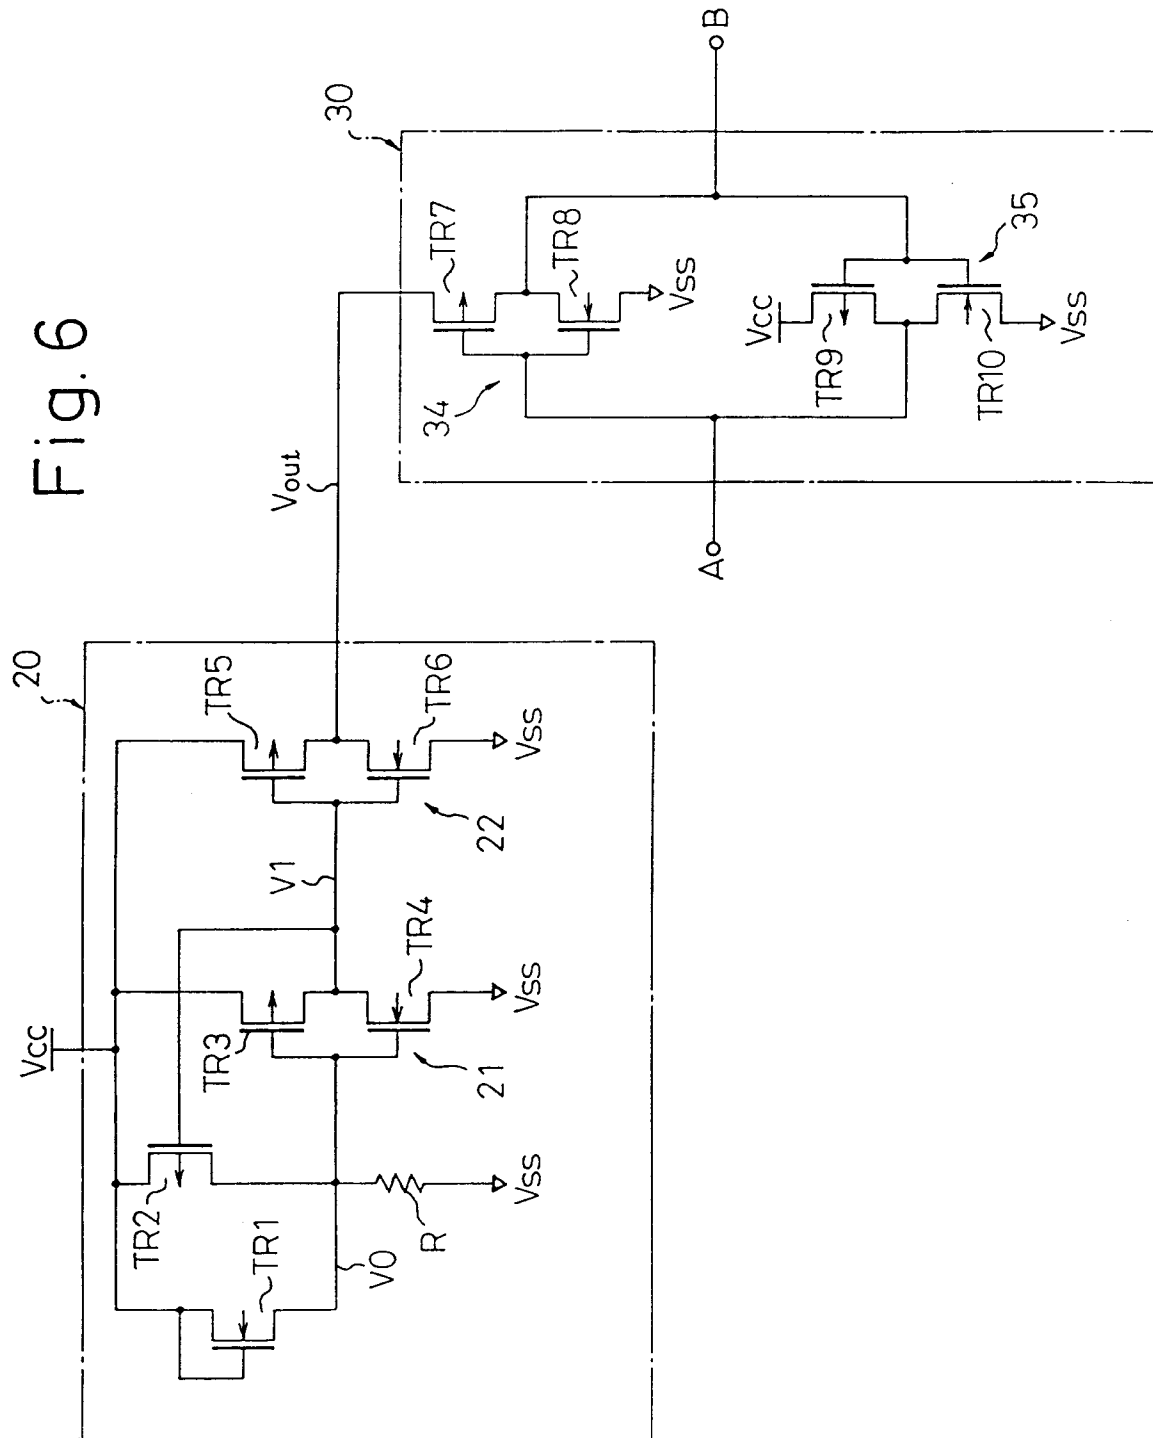 Fig. 6
20
Vcc
TR1
TR2
TR3
TR4
TR5
TR6
V0
V1
R
Vss
Vss
Vss
21
22
Vout
30
34
TR7
TR8
Vss
A
B
Vcc
TR9
TR10
Vss
35